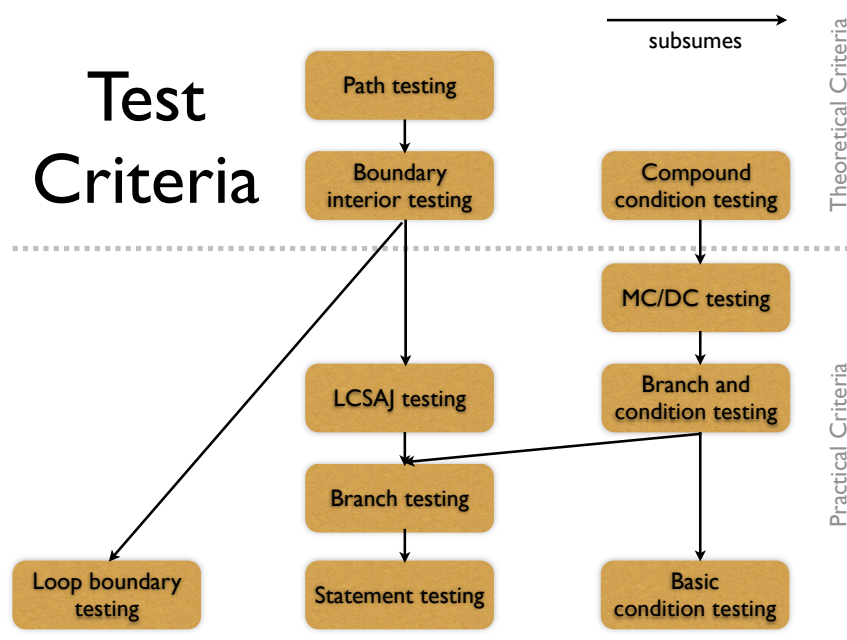 Test
Criteria
subsumes
Theoretical Criteria
Path testing
Boundary
interior testing
Compound
condition testing
MC/DC testing
LCSAJ testing
Branch and
condition testing
Practical Criteria
Branch testing
Loop boundary
testing
Statement testing
Basic
condition testing